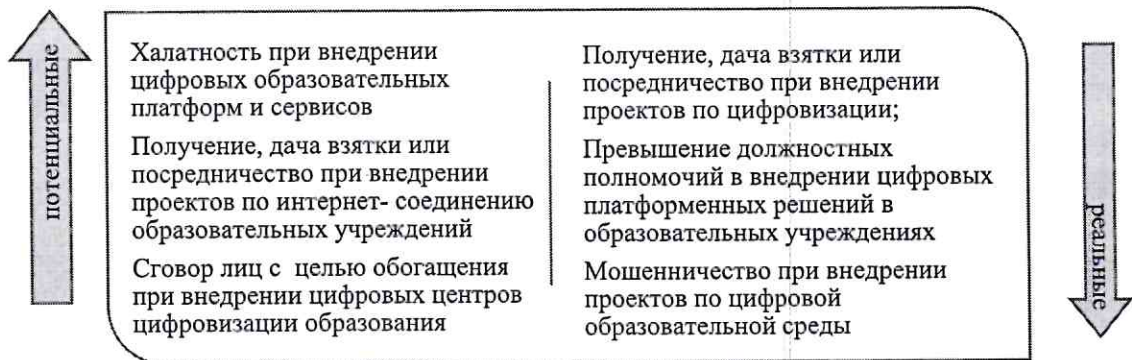 потенциальные
Халатность при внедрении
цифровых образовательных
платформ и сервисов
Получение, дача взятки или
посредничество при внедрении
проектов по интернет- соединению
образовательных учреждений
Сговор лиц с целью обогащения
при внедрении цифровых центров
цифровизации образования
Получение, дача взятки или
посредничество при внедрении
проектов по цифровизации;
Превышение должностных
полномочий в внедрении цифровых
платформенных решений в
образовательных учреждениях
Мошенничество при внедрении
проектов по цифровой
образовательной среды
реальные